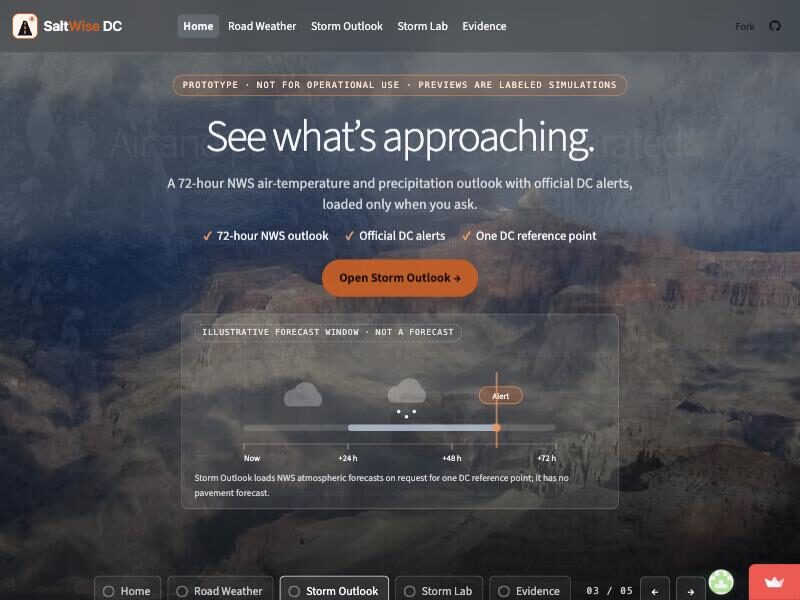 SaltWise DC
Home
Road Weather
Storm Outlook
Storm Lab
Evidence
Fork
PROTOTYPE · NOT FOR OPERATIONAL USE · PREVIEWS ARE LABELED SIMULATIONS
See what's approaching.
A 72-hour NWS air-temperature and precipitation outlook with official DC alerts,
loaded only when you ask.
✓ 72-hour NWS outlook
✓ Official DC alerts
✓ One DC reference point
Open Storm Outlook →
ILLUSTRATIVE FORECAST WINDOW · NOT A FORECAST
Alert
Now
+24 h
+48 h
+72 h
Storm Outlook loads NWS atmospheric forecasts on request for one DC reference point; it has no
pavement forecast.
Home
Road Weather
Storm Outlook
Storm Lab
Evidence
03 / 05
←
→